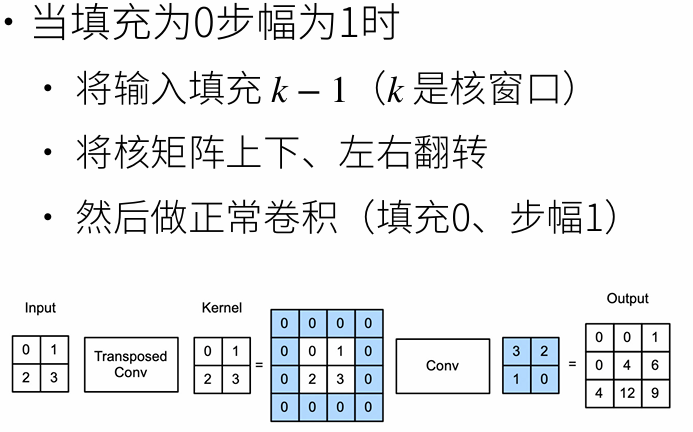 • 当填充为0步幅为1时
• 将输入填充 k − 1（k 是核窗口）
• 将核矩阵上下、左右翻转
• 然后做正常卷积（填充0、步幅1）
Input
Kernel
Output
0 1
2 3
Transposed
Conv
0 1
2 3
=
0 0 0 0
0 0 1 0
0 2 3 0
0 0 0 0
Conv
3 2
1 0
=
0 0 1
0 4 6
4 12 9